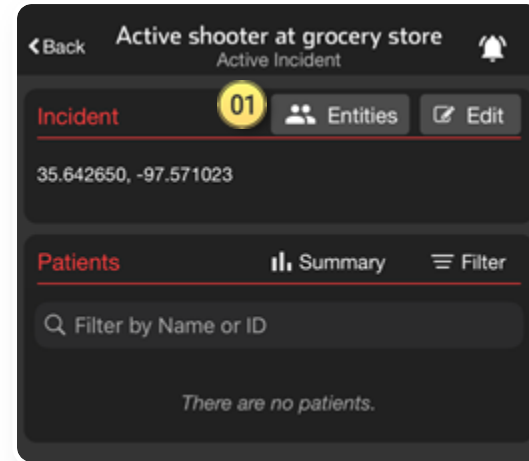 Back
Active shooter at grocery store
Active Incident
Incident
01
Entities
Edit
35.642650, -97.571023
Patients
Summary
Filter
Filter by Name or ID
There are no patients.